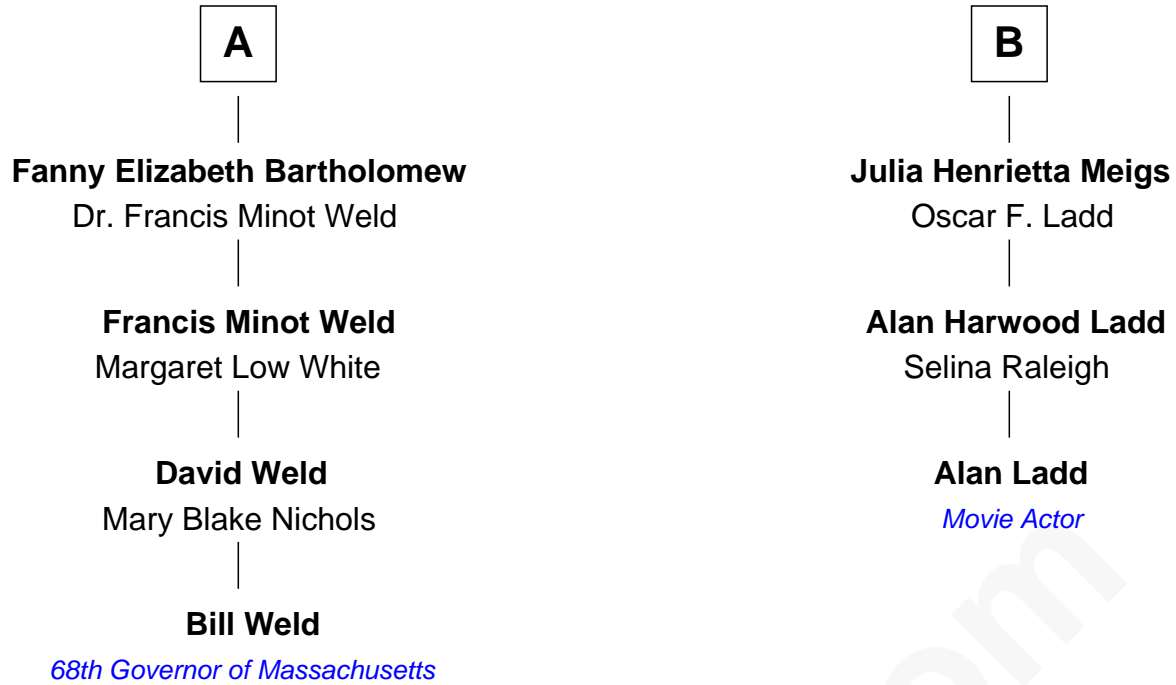 A
Fanny Elizabeth Bartholomew
Dr. Francis Minot Weld
Francis Minot Weld
Margaret Low White
David Weld
Mary Blake Nichols
Bill Weld
68th Governor of Massachusetts
B
Julia Henrietta Meigs
Oscar F. Ladd
Alan Harwood Ladd
Selina Raleigh
Alan Ladd
Movie Actor
om